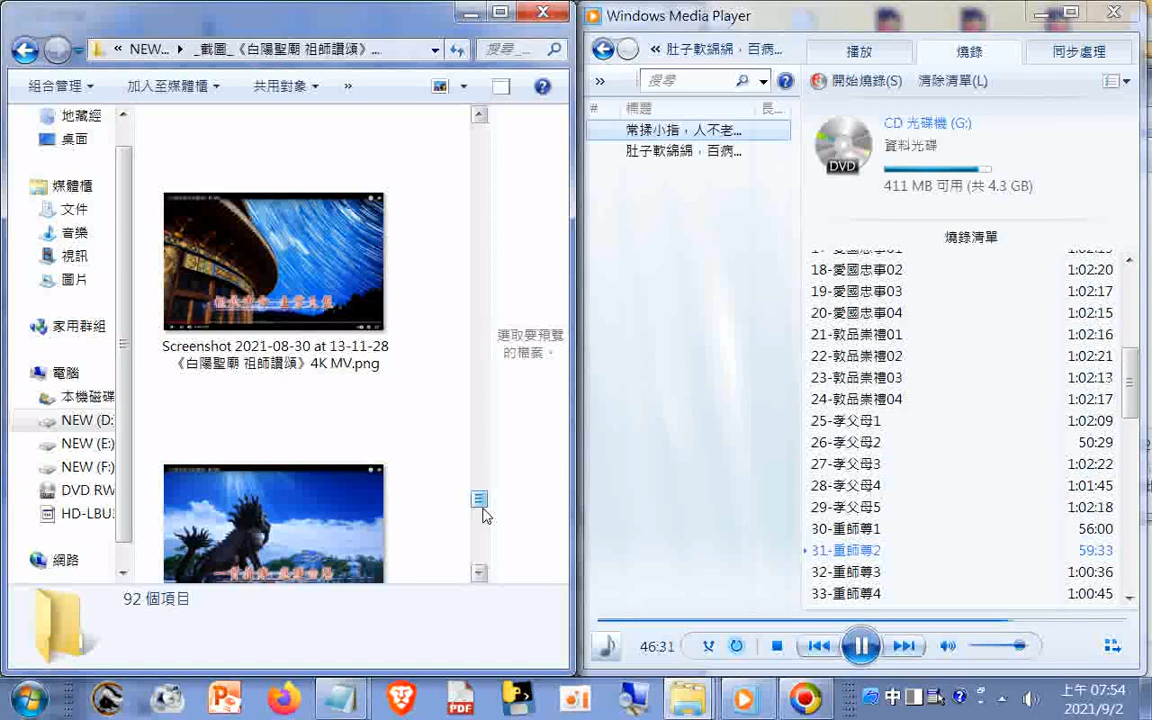 « NEW... ▸ _截圖_《白陽聖廟 祖師讚頌》...
搜尋_...
組合管理
加入至媒體櫃
共用對象
»
地藏經
桌面
媒體櫃
文件
音樂
視訊
圖片
家用群組
電腦
本機磁碟
NEW (D:
NEW (E:)
NEW (F:)
DVD RW
HD-LBU3
網路
Screenshot 2021-08-30 at 13-11-28
《白陽聖廟 祖師讚頌》4K MV.png
選取要預覽
的檔案。
92 個項目
Windows Media Player
« 肚子軟綿綿，百病...
播放
燒錄
同步處理
»
搜尋
開始燒錄(S)
清除清單(L)
#
標題
長...
常揉小指，人不老...
肚子軟綿綿，百病...
DVD
CD 光碟機 (G:)
資料光碟
411 MB 可用 (共 4.3 GB)
燒錄清單
18-愛國忠事02 1:02:20
19-愛國忠事03 1:02:17
20-愛國忠事04 1:02:15
21-敦品崇禮01 1:02:16
22-敦品崇禮02 1:02:21
23-敦品崇禮03 1:02:13
24-敦品崇禮04 1:02:17
25-孝父母1 1:02:09
26-孝父母2 50:29
27-孝父母3 1:02:22
28-孝父母4 1:01:45
29-孝父母5 1:02:18
30-重師尊1 56:00
31-重師尊2 59:33
32-重師尊3 1:00:36
33-重師尊4 1:00:45
46:31
PDF
中
上午 07:54
2021/9/2